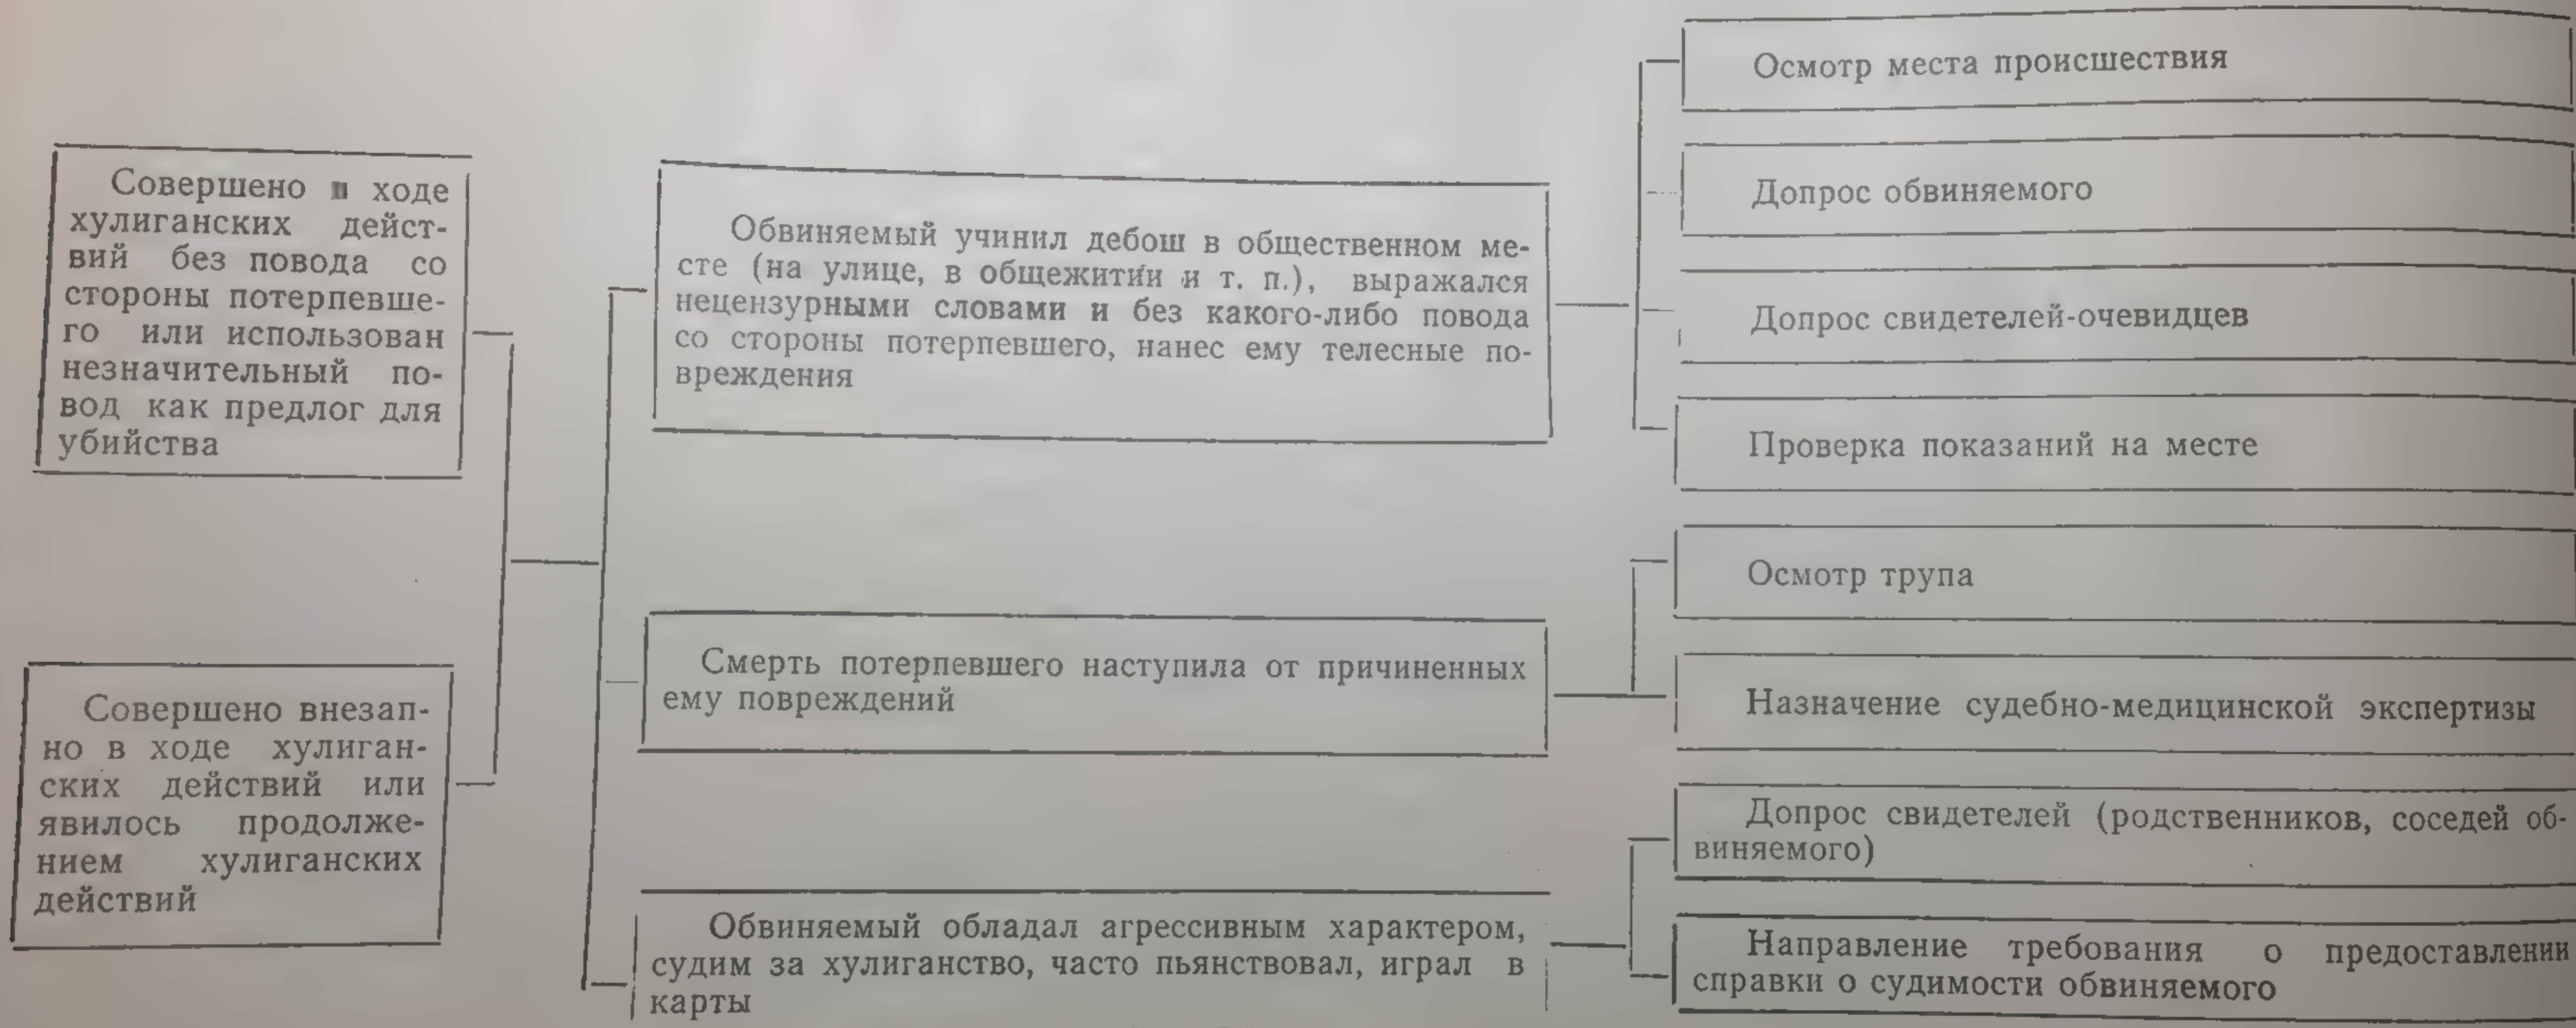 Совершено в ходе
хулиганских дейст-
вий без повода со
стороны потерпевше-
го или использован
незначительный по-
вод как предлог для
убийства
Совершено внезап-
но в ходе хулиган-
ских действий или
явилось продолже-
нием хулиганских
действий
Обвиняемый учинил дебош в общественном ме-
сте (на улице, в общежитии и т. п.), выражался
нецензурными словами и без какого-либо повода
со стороны потерпевшего, нанес ему телесные по-
вреждения
Смерть потерпевшего наступила от причиненных
ему повреждений
Обвиняемый обладал агрессивным характером,
судим за хулиганство, часто пьянствовал, играл в
карты
Осмотр места происшествия
Допрос обвиняемого
Допрос свидетелей-очевидцев
Проверка показаний на месте
Осмотр трупа
Назначение судебно-медицинской экспертизы
Допрос свидетелей (родственников, соседей об-
виняемого)
Направление требования о предоставлении
справки о судимости обвиняемого